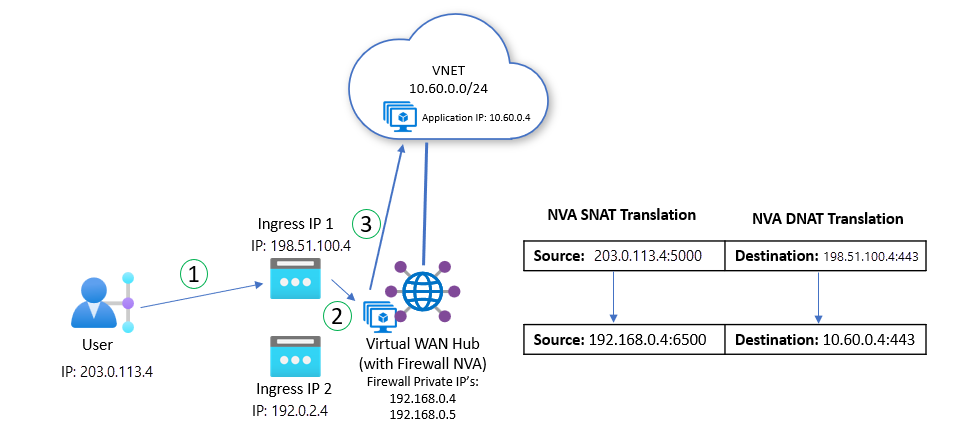 VNET
10.60.0.0/24
Application IP: 10.60.0.4
3
Ingress IP 1
IP: 198.51.100.4
1
2
User
IP: 203.0.113.4
Ingress IP 2
IP: 192.0.2.4
Virtual WAN Hub
(with Firewall NVA)
Firewall Private IP's:
192.168.0.4
192.168.0.5
NVA SNAT Translation
NVA DNAT Translation
Source: 203.0.113.4:5000
Destination: 198.51.100.4:443
Source: 192.168.0.4:6500
Destination: 10.60.0.4:443